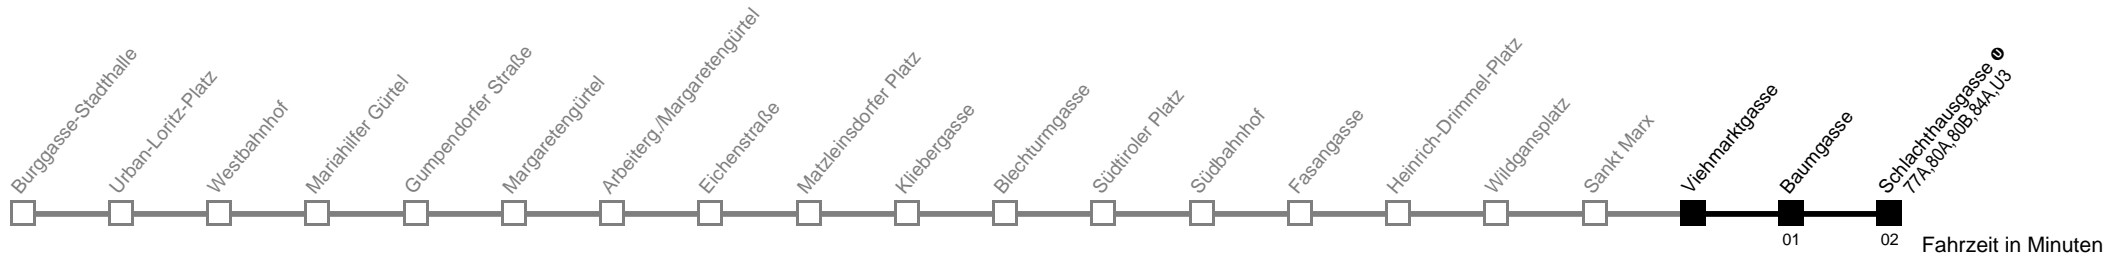 Burggasse-Stadthalle
Urban-Loritz-Platz
Westbahnhof
Mariahilfer Gürtel
Gumpendorfer Straße
Margaretengürtel
Arbeiterg./Margaretengürtel
Eichenstraße
Matzleinsdorfer Platz
Kliebergasse
Blechturmgasse
Südtiroler Platz
Südbahnhof
Fasangasse
Heinrich-Drimmel-Platz
Wildgansplatz
Sankt Marx
Viehmarktgasse
Baumgasse
Schlachthausgasse U
77A,80A,80B,84A,U3
01
02
Fahrzeit in Minuten